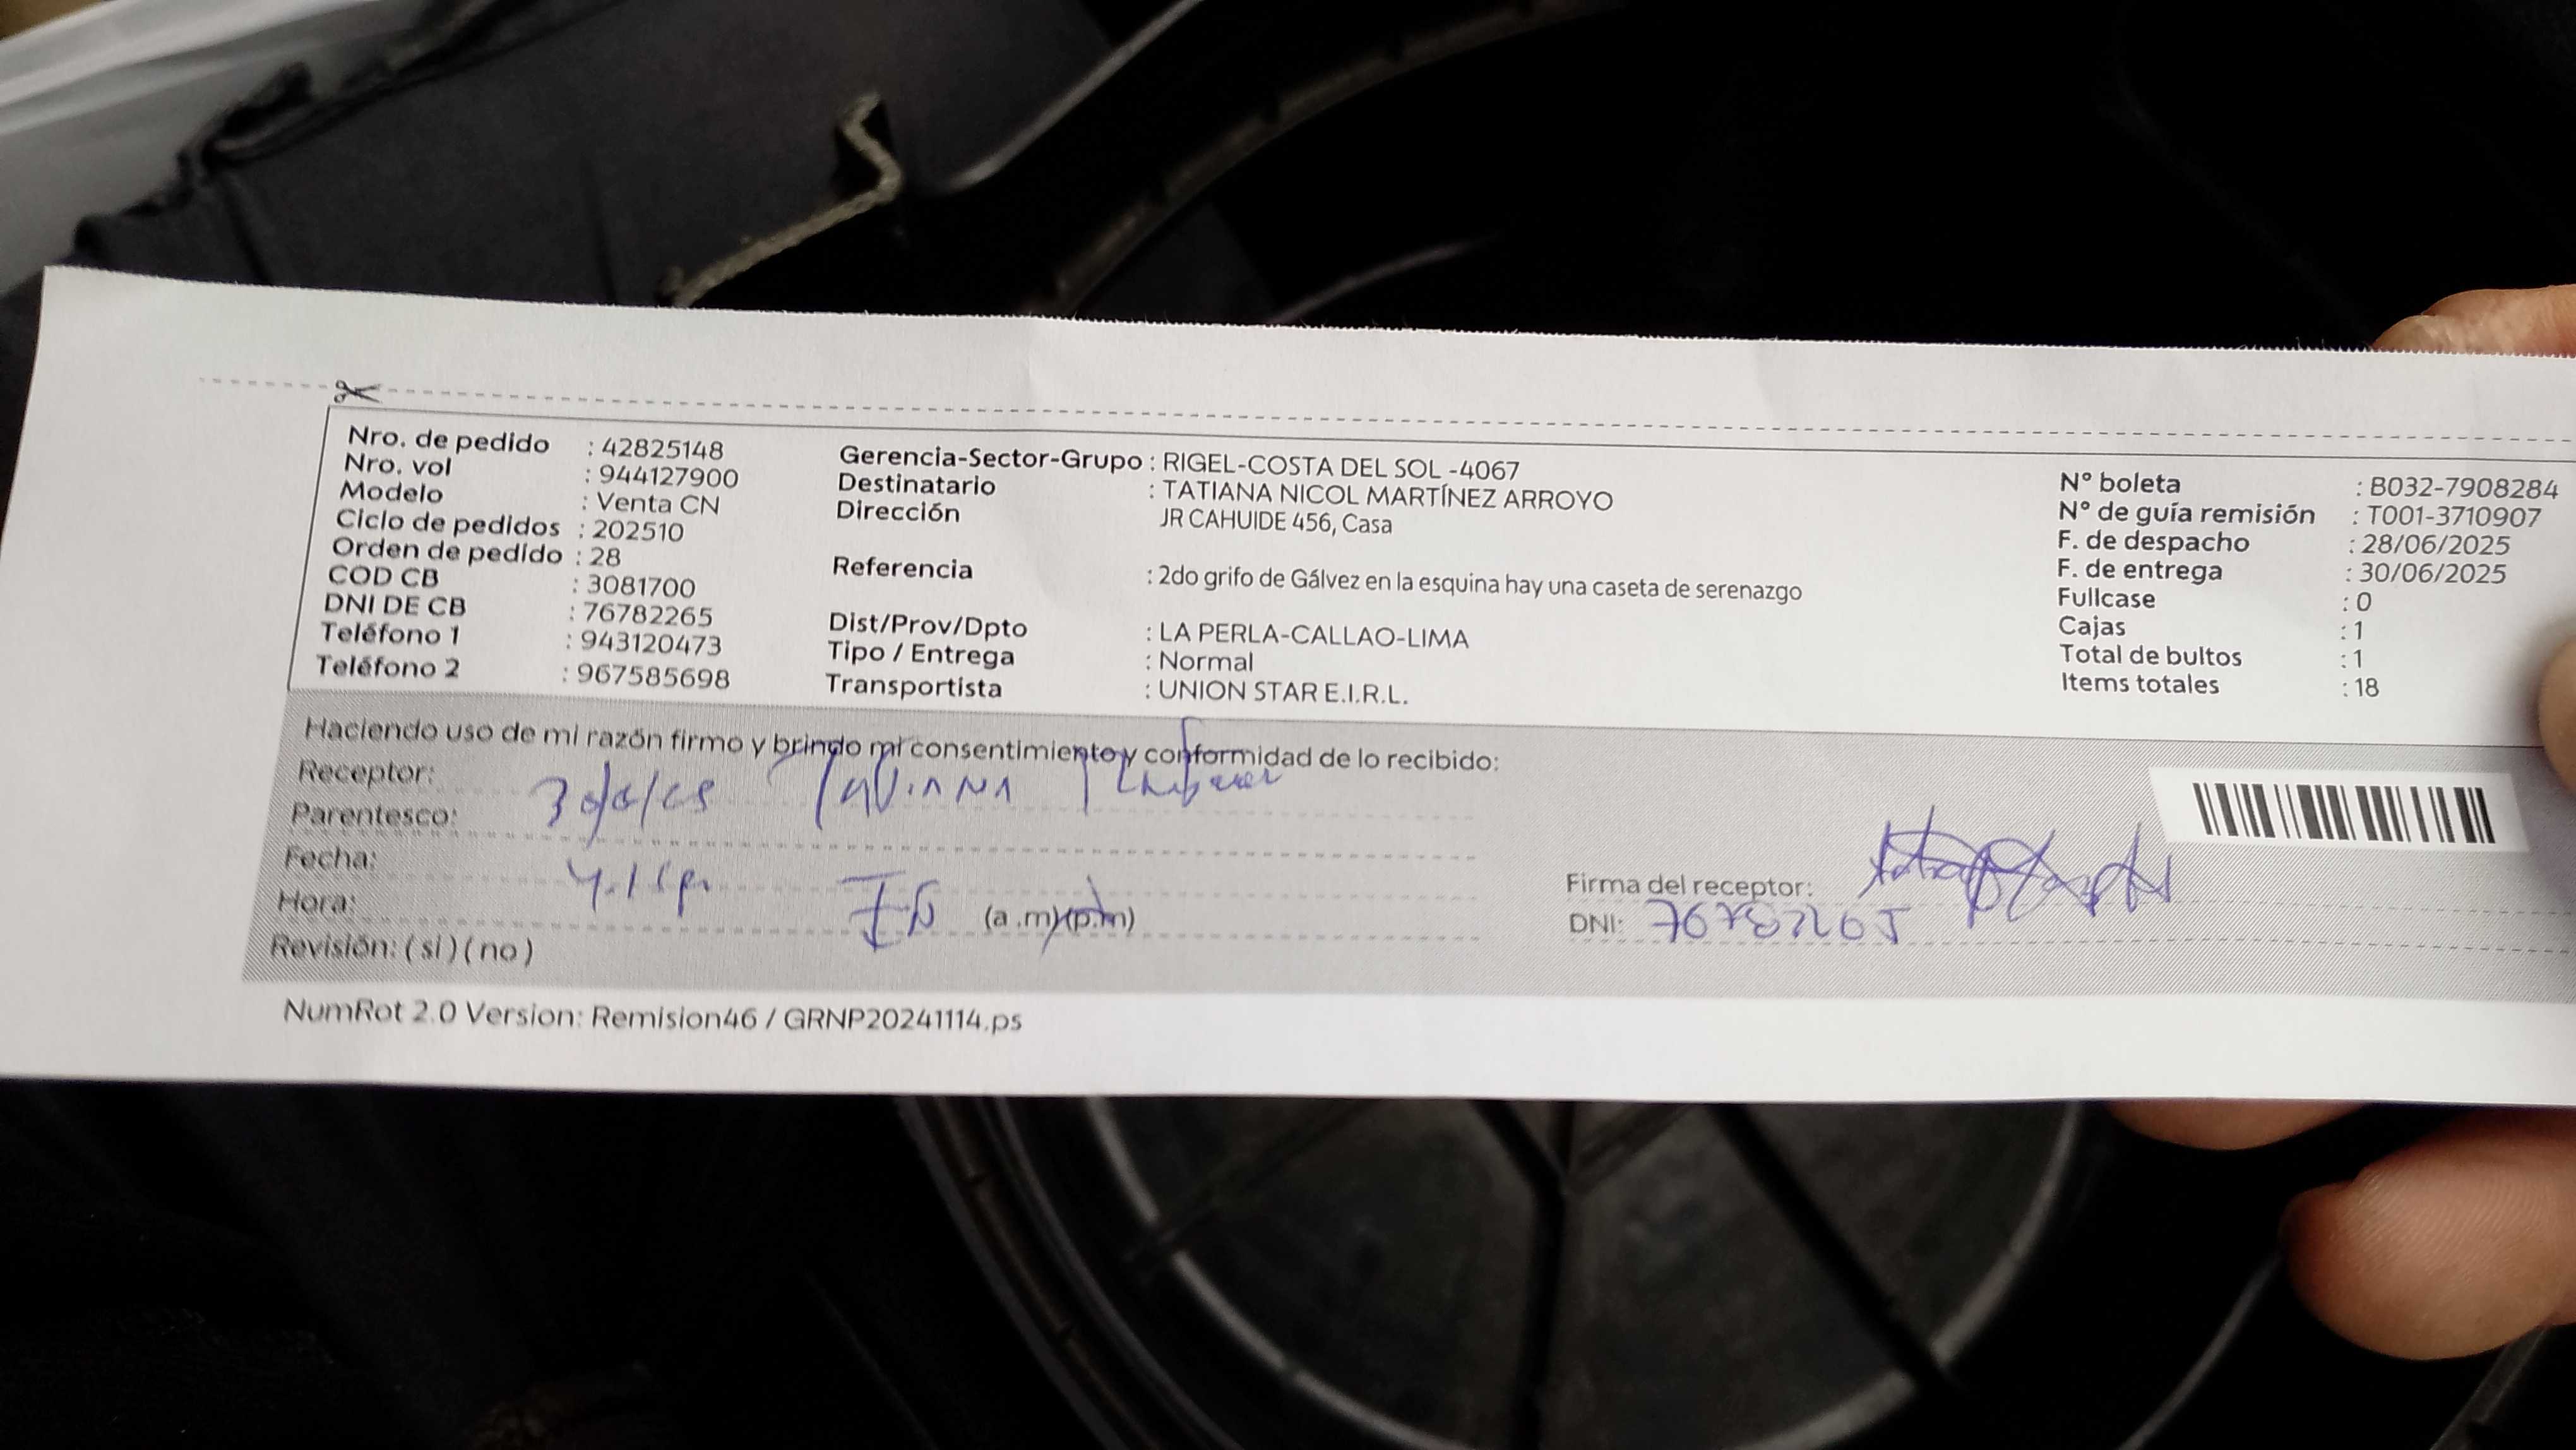 Nro. de pedido : 42825148
Nro. vol : 944127900
Modelo : Venta CN
Ciclo de pedidos : 202510
Orden de pedido : 28
COD CB : 3081700
DNI DE CB : 76782265
Teléfono 1 : 943120473
Teléfono 2 : 967585698
Gerencia-Sector-Grupo : RIGEL-COSTA DEL SOL -4067
Destinatario : TATIANA NICOL MARTÍNEZ ARROYO
Dirección JR CAHUIDE 456, Casa
Referencia : 2do grifo de Gálvez en la esquina hay una caseta de serenazgo
Dist/Prov/Dpto : LA PERLA-CALLAO-LIMA
Tipo / Entrega : Normal
Transportista : UNION STAR E.I.R.L.
N° boleta : B032-7908284
N° de guía remisión : T001-3710907
F. de despacho : 28/06/2025
F. de entrega : 30/06/2025
Fullcase : 0
Cajas : 1
Total de bultos : 1
Items totales : 18
Haciendo uso de mi razón firmo y brindo mi consentimiento y conformidad de lo recibido:
Receptor:
Parentesco:
Fecha:
Hora: (a .m)(p.m)
Revisión: ( si ) ( no )
Firma del receptor:
DNI: 76782265
NumRot 2.0 Version: Remision46 / GRNP20241114.ps